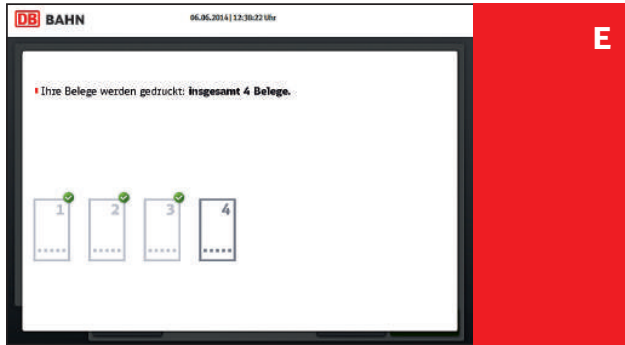 DB BAHN
06.06.2014 | 12:30:22 Uhr
E
Ihre Belege werden gedruckt: insgesamt 4 Belege.
1 2 3 4